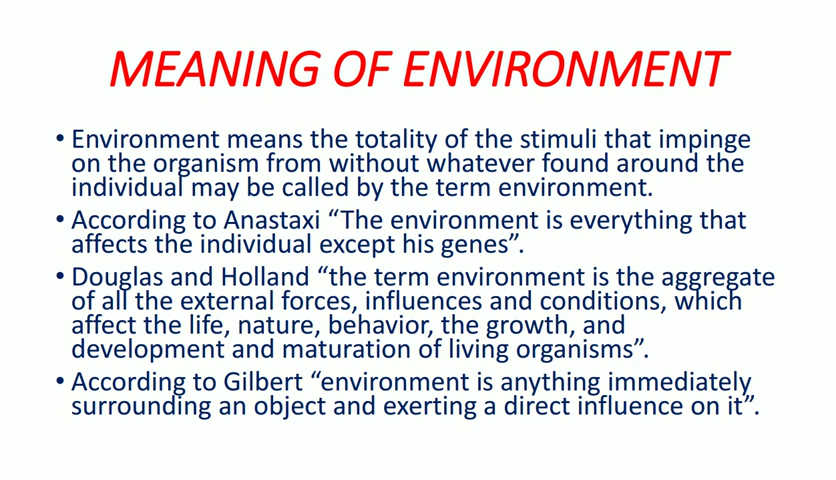 MEANING OF ENVIRONMENT
• Environment means the totality of the stimuli that impinge
on the organism from without whatever found around the
individual may be called by the term environment.
• According to Anastaxi “The environment is everything that
affects the individual except his genes”.
• Douglas and Holland “the term environment is the aggregate
of all the external forces, influences and conditions, which
affect the life, nature, behavior, the growth, and
development and maturation of living organisms”.
• According to Gilbert “environment is anything immediately
surrounding an object and exerting a direct influence on it”.